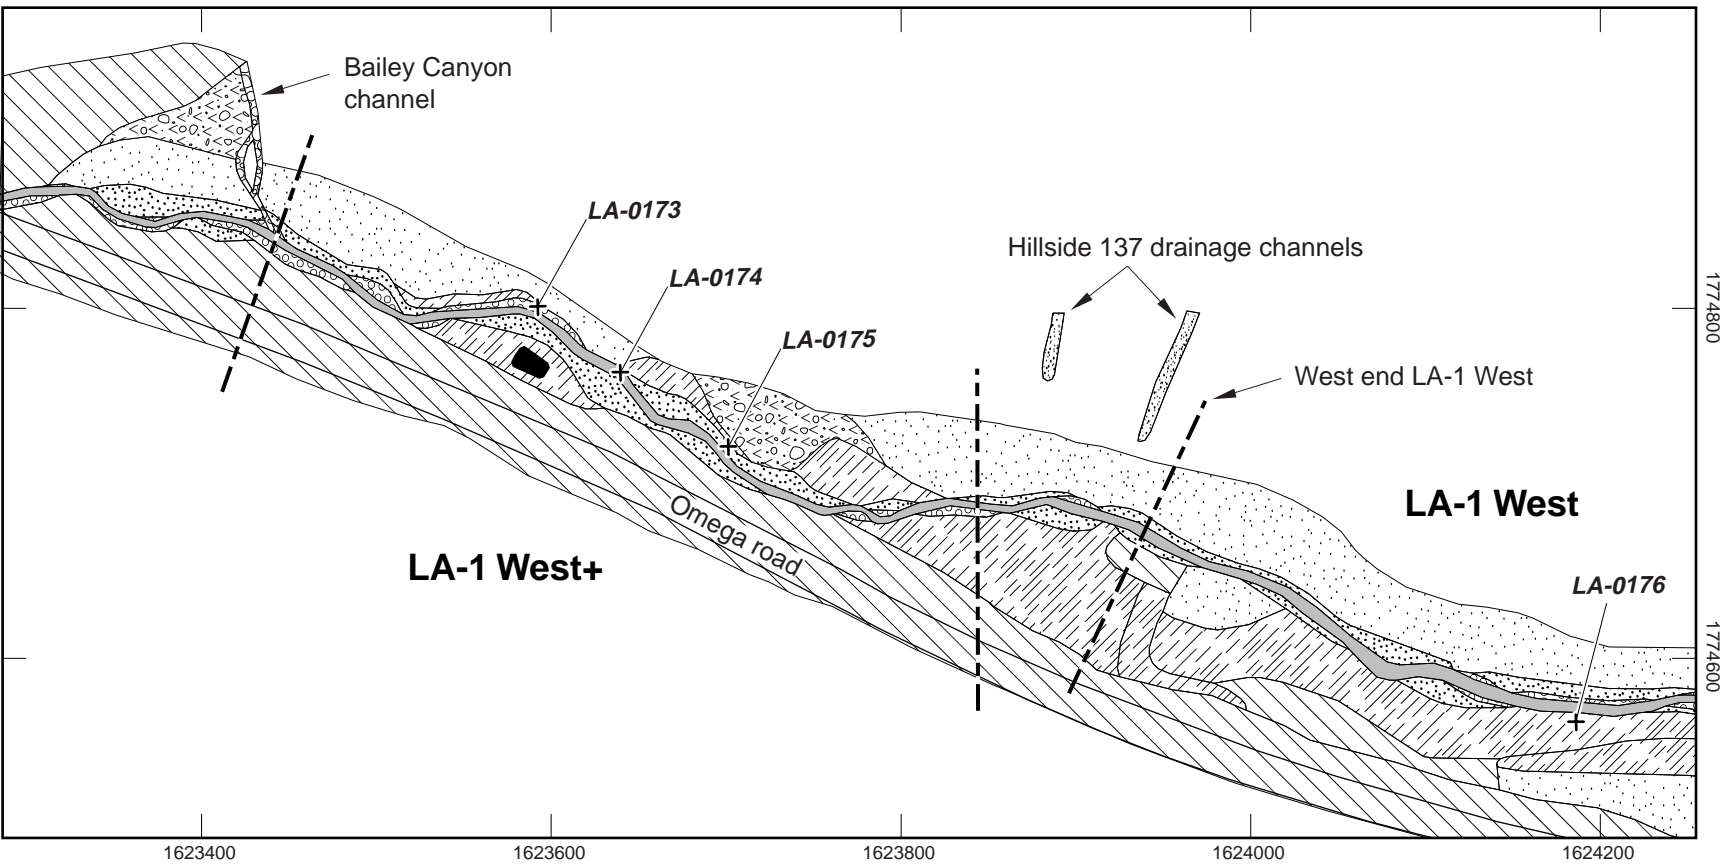 Bailey Canyon
channel
LA-0173
LA-0174
LA-0175
Hillside 137 drainage channels
West end LA-1 West
LA-1 West
LA-0176
Omega road
LA-1 West+
1774800
1774600
1623400
1623600
1623800
1624000
1624200